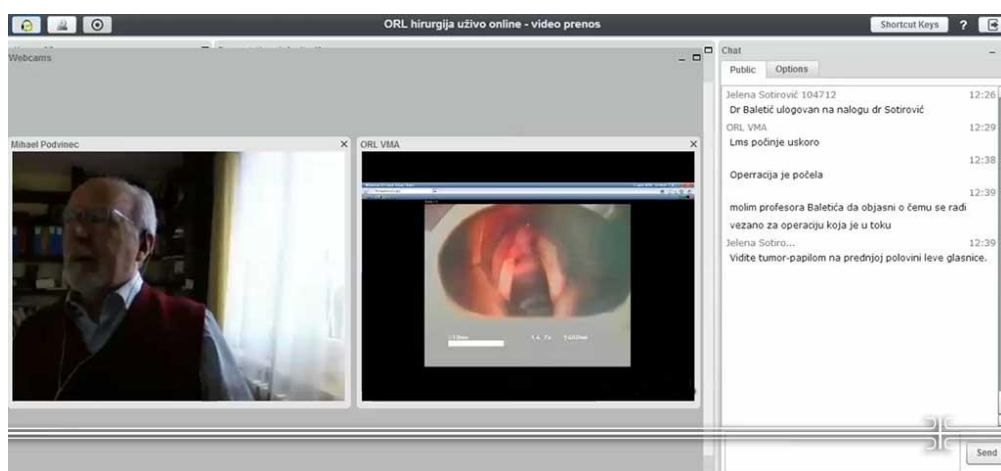 ORL hirurgija uživo online - video prenos
Shortcut Keys
?
Webcams
Mihael Podvinec
ORL VMA
Chat
Public
Options
Jelena Sotirović 104712 12:26
Dr Baletić ulogovan na nalogu dr Sotirović
ORL VMA 12:29
Lms počinje uskoro
12:38
Operracija je počela
12:39
molim profesora Baletića da objasni o čemu se radi
vezano za operaciju koja je u toku
Jelena Sotiro... 12:39
Vidite tumor-papilom na prednjoj polovini leve glasnice.
Send